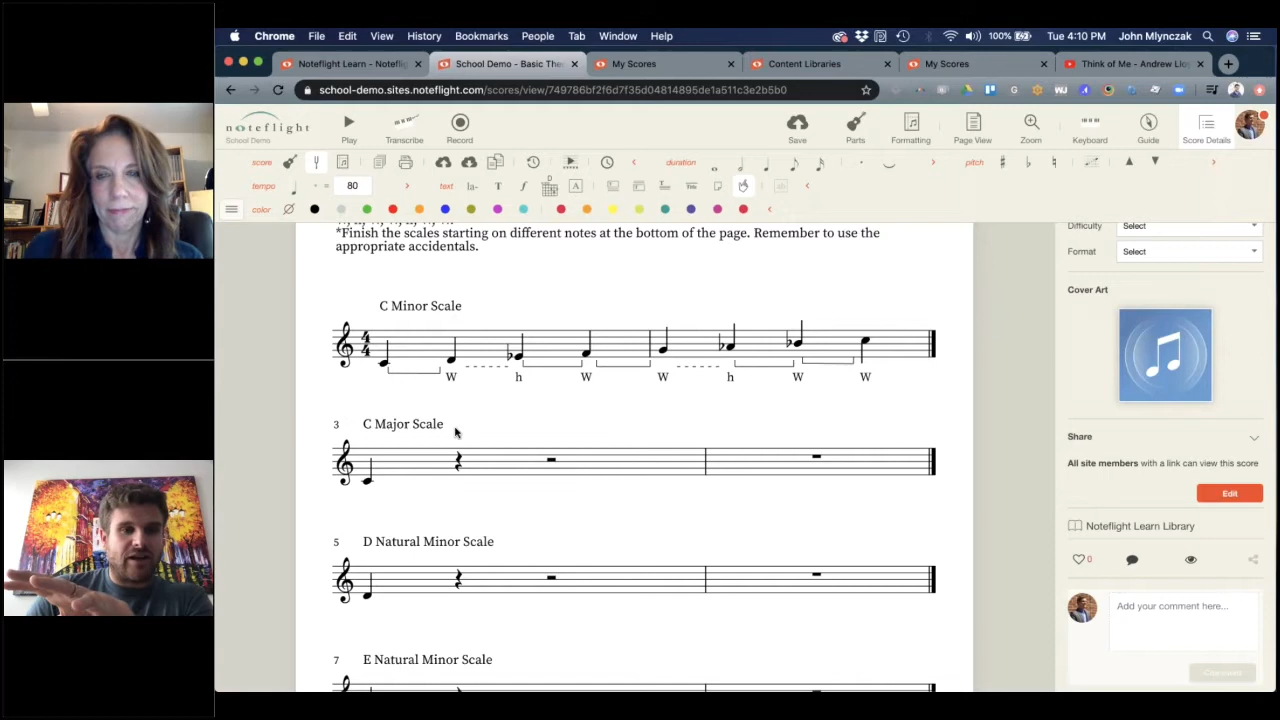 Chrome File Edit View History Bookmarks People Tab Window Help 100% Tue 4:10 PM John Mlynczak
Noteflight Learn - Noteflig School Demo - Basic The My Scores Content Libraries My Scores Think of Me - Andrew Llo
school-demo.sites.noteflight.com/scores/view/749786bf2f6d7f35d04814895de1a511c3e2b5b0
noteflight
School Demo
Play Transcribe Record Save Parts Formatting Page View Zoom Keyboard Guide Score Details
score duration pitch
tempo 80 text
color
*Finish the scales starting on different notes at the bottom of the page. Remember to use the
appropriate accidentals.
C Minor Scale
W h W W h W W
3 C Major Scale
5 D Natural Minor Scale
7 E Natural Minor Scale
Difficulty Select
Format Select
Cover Art
Share
All site members with a link can view this score
Edit
Noteflight Learn Library
0
Add your comment here...